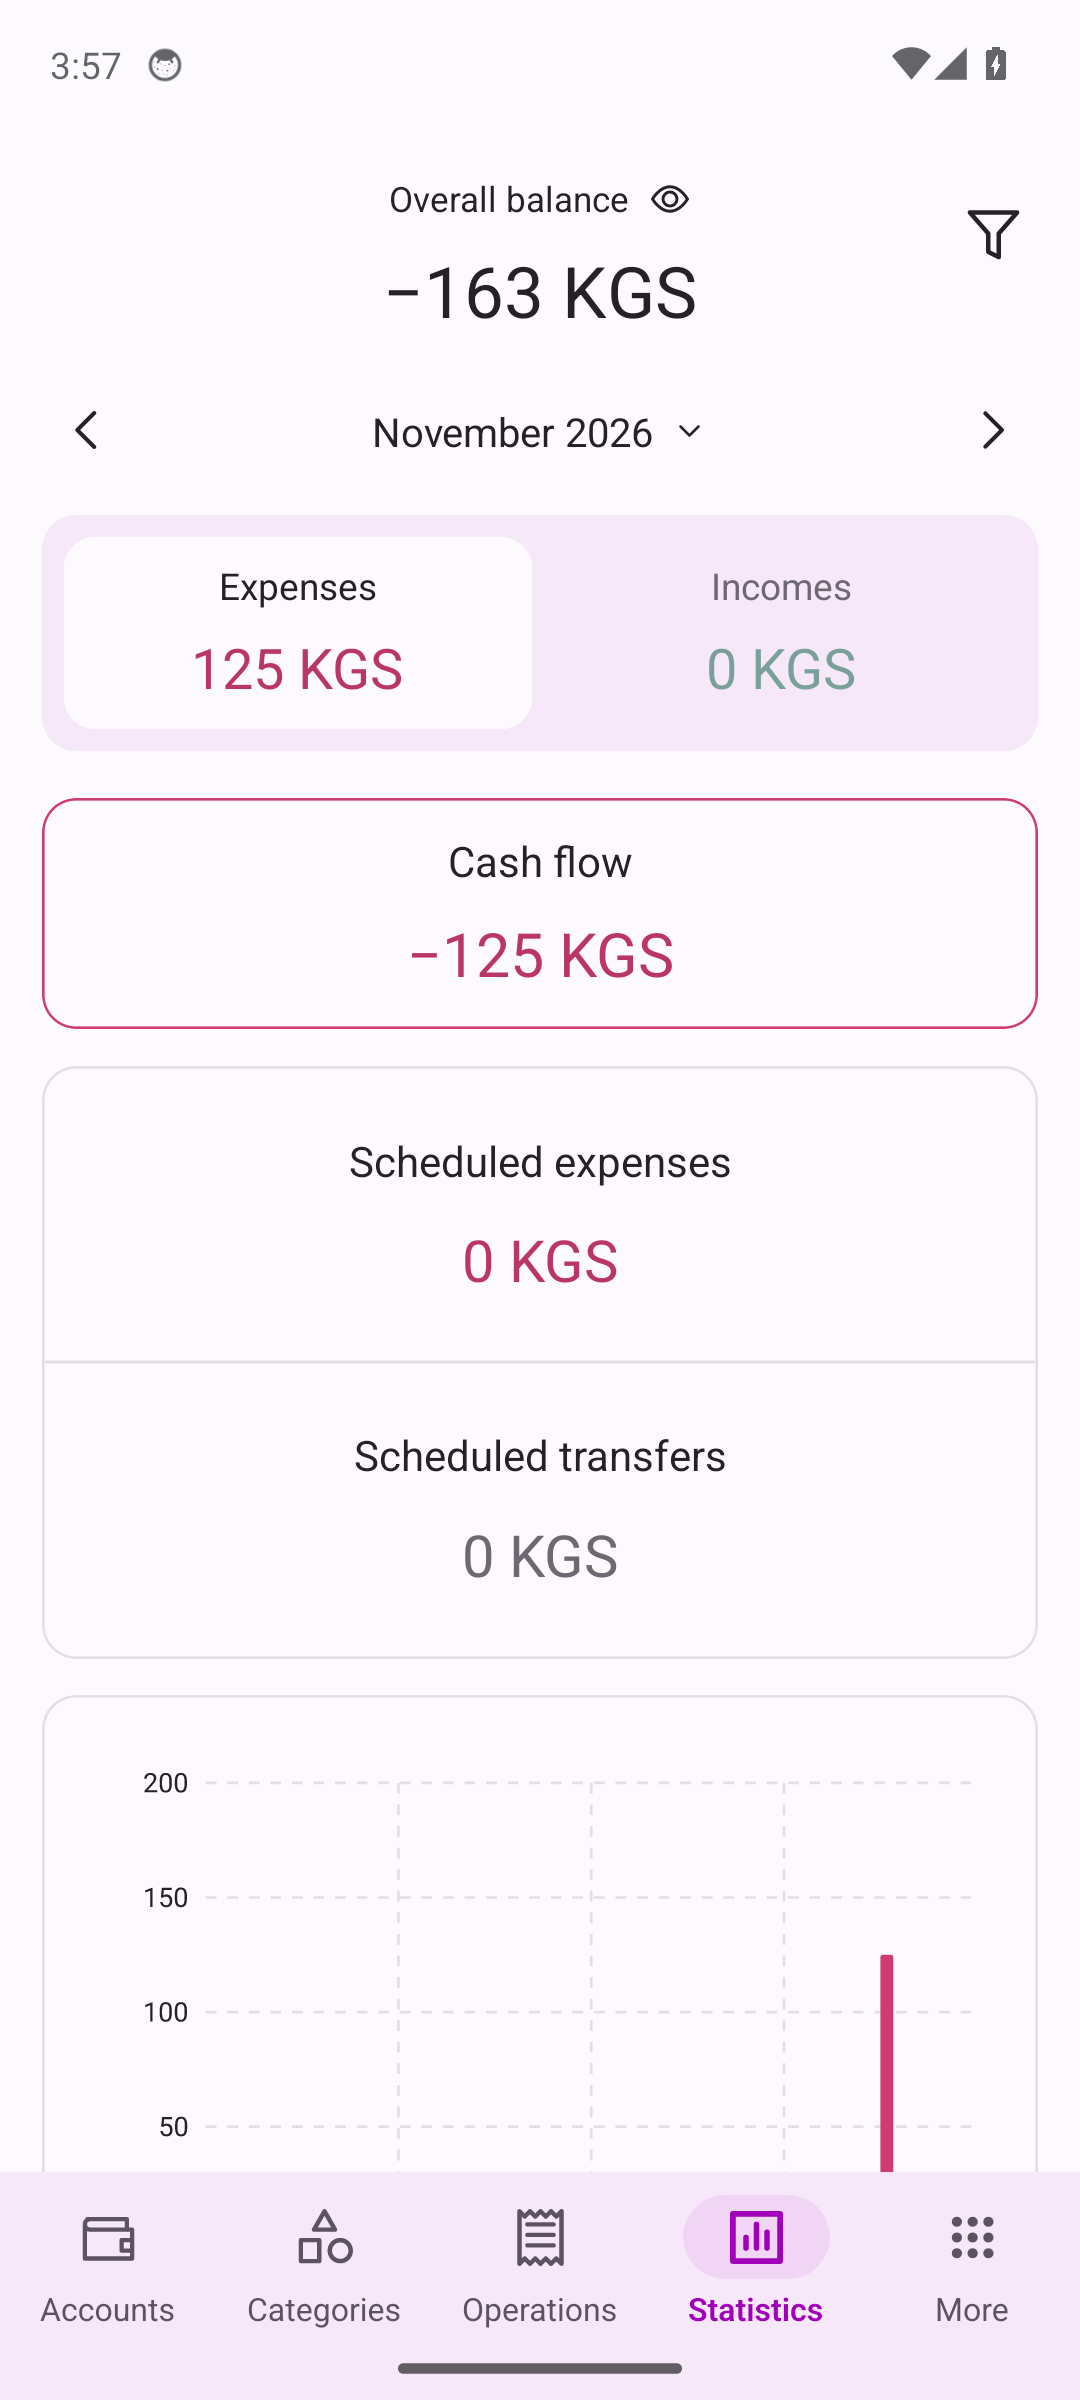 3:57
Overall balance
−163 KGS
November 2026
Expenses
125 KGS
Incomes
0 KGS
Cash flow
−125 KGS
Scheduled expenses
0 KGS
Scheduled transfers
0 KGS
200
150
100
50
Accounts
Categories
Operations
Statistics
More